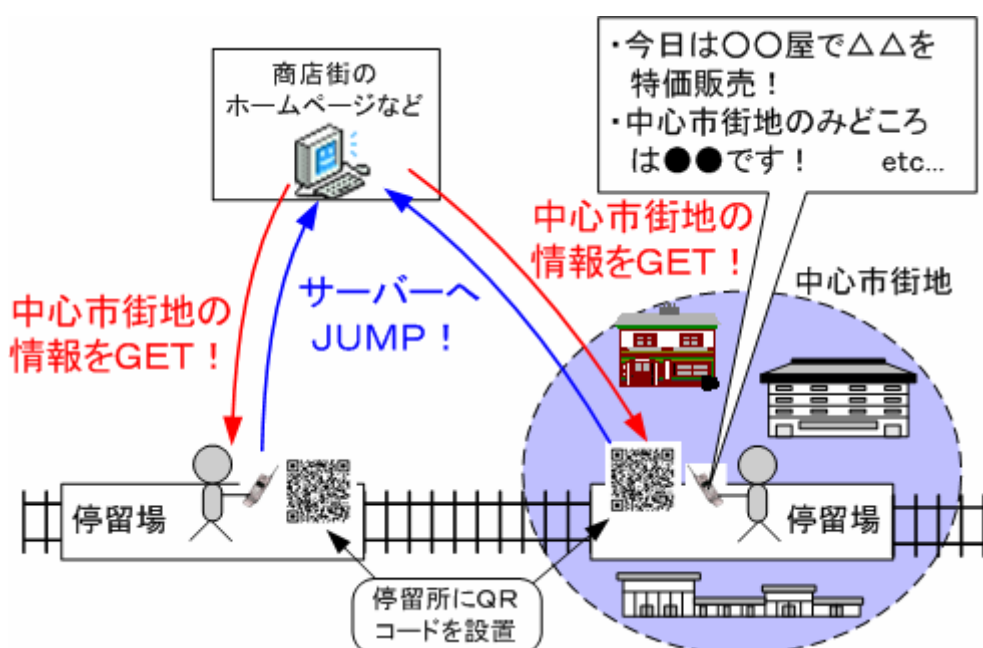 商店街の
ホームページなど
・今日は〇〇屋で△△を
特価販売！
・中心市街地のみどころ
は●●です！ etc...
中心市街地の
情報をGET！
サーバーへ
JUMP！
中心市街地の
情報をGET！
中心市街地
停留場
停留場
停留所にQR
コードを設置